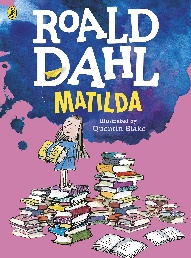 ROALD
DAHL
MATILDA
Illustrated by
Quentin Blake